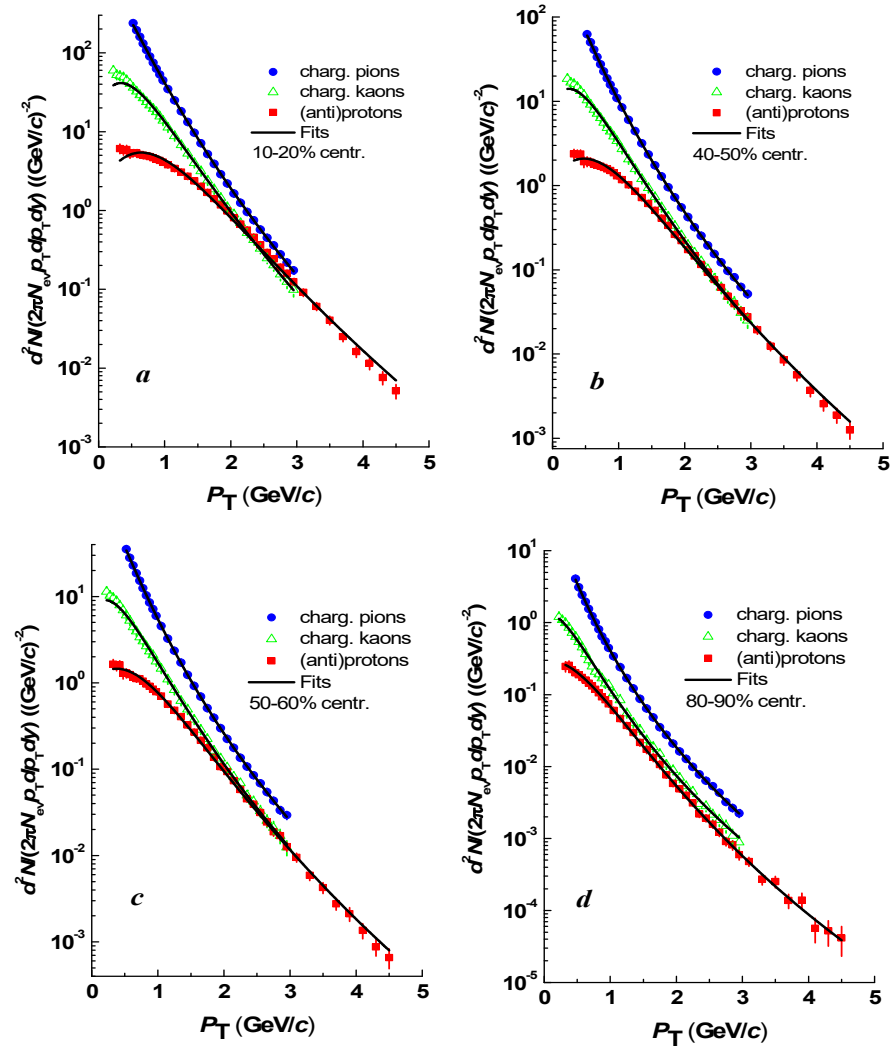 10²
10¹
10⁰
10⁻¹
10⁻²
10⁻³
0 1 2 3 4 5
d²N/(2πN_ev p_T dp_T dy) ((GeV/c)⁻²)
P_T (GeV/c)
charg. pions
charg. kaons
(anti)protons
Fits
10-20% centr.
a
10²
10¹
10⁰
10⁻¹
10⁻²
10⁻³
0 1 2 3 4 5
d²N/(2πN_ev p_T dp_T dy) ((GeV/c)⁻²)
P_T (GeV/c)
charg. pions
charg. kaons
(anti)protons
Fits
40-50% centr.
b
10¹
10⁰
10⁻¹
10⁻²
10⁻³
0 1 2 3 4 5
d²N/(2πN_ev p_T dp_T dy) ((GeV/c)⁻²)
P_T (GeV/c)
charg. pions
charg. kaons
(anti)protons
Fits
50-60% centr.
c
10¹
10⁰
10⁻¹
10⁻²
10⁻³
10⁻⁴
10⁻⁵
0 1 2 3 4 5
d²N/(2πN_ev p_T dp_T dy) ((GeV/c)⁻²)
P_T (GeV/c)
charg. pions
charg. kaons
(anti)protons
Fits
80-90% centr.
d